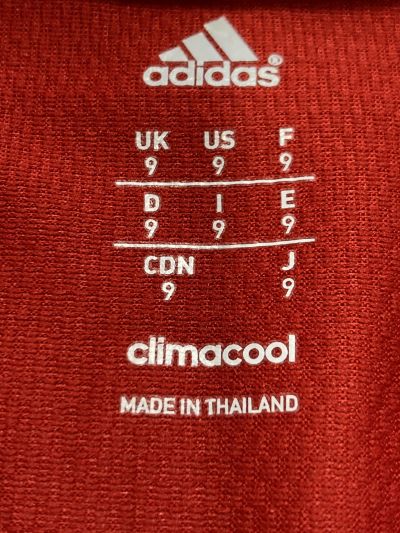 adidas®
UK US F
9 9 9
D I E
9 9 9
CDN J
9 9
climacool
MADE IN THAILAND